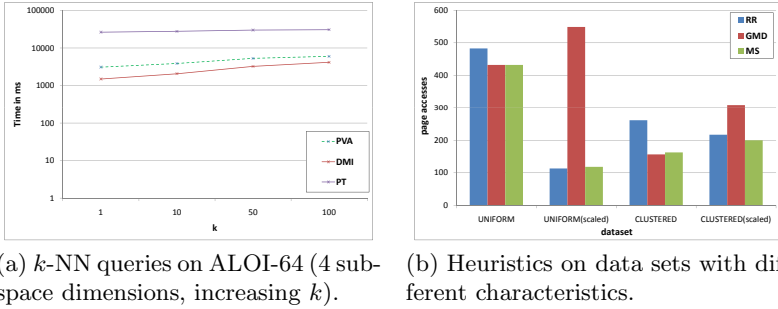 100000
10000
1000
100
10
1
Time in ms
PVA
DMI
PT
1 10 50 100
k
600
500
400
300
200
100
0
page accesses
RR
GMD
MS
UNIFORM UNIFORM(scaled) CLUSTERED CLUSTERED(scaled)
dataset
(a) k-NN queries on ALOI-64 (4 sub-
space dimensions, increasing k).
(b) Heuristics on data sets with dif-
ferent characteristics.